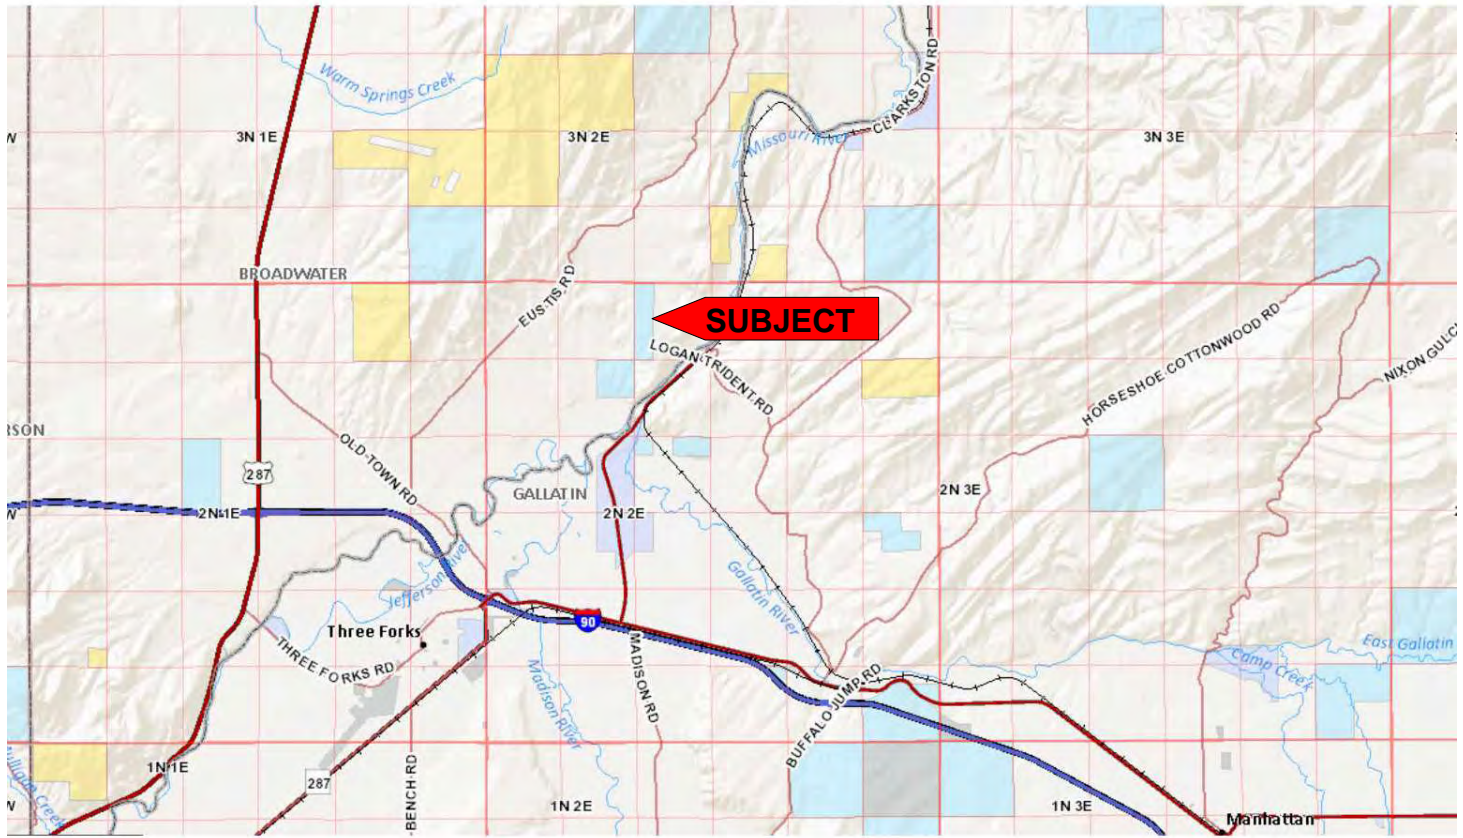 Warm Springs Creek
CLARKSTON RD
3N 1E
3N 2E
Missouri River
3N 3E
W
BROADWATER
EUSTIS RD
SUBJECT
LOGAN-TRIDENT RD
HORSESHOE-COTTONWOOD RD
NIXON GULC
RSON
OLD-TOWN RD
287
GALLATIN
2N 3E
W
2N 1E
2N 2E
Jefferson River
Gallatin River
90
Three Forks
THREE FORKS RD
MADISON RD
Madison River
BUFFALO JUMP RD
East Gallatin
Camp Creek
1N 1E
287
-BENCH RD
1N 2E
1N 3E
W
Manhattan